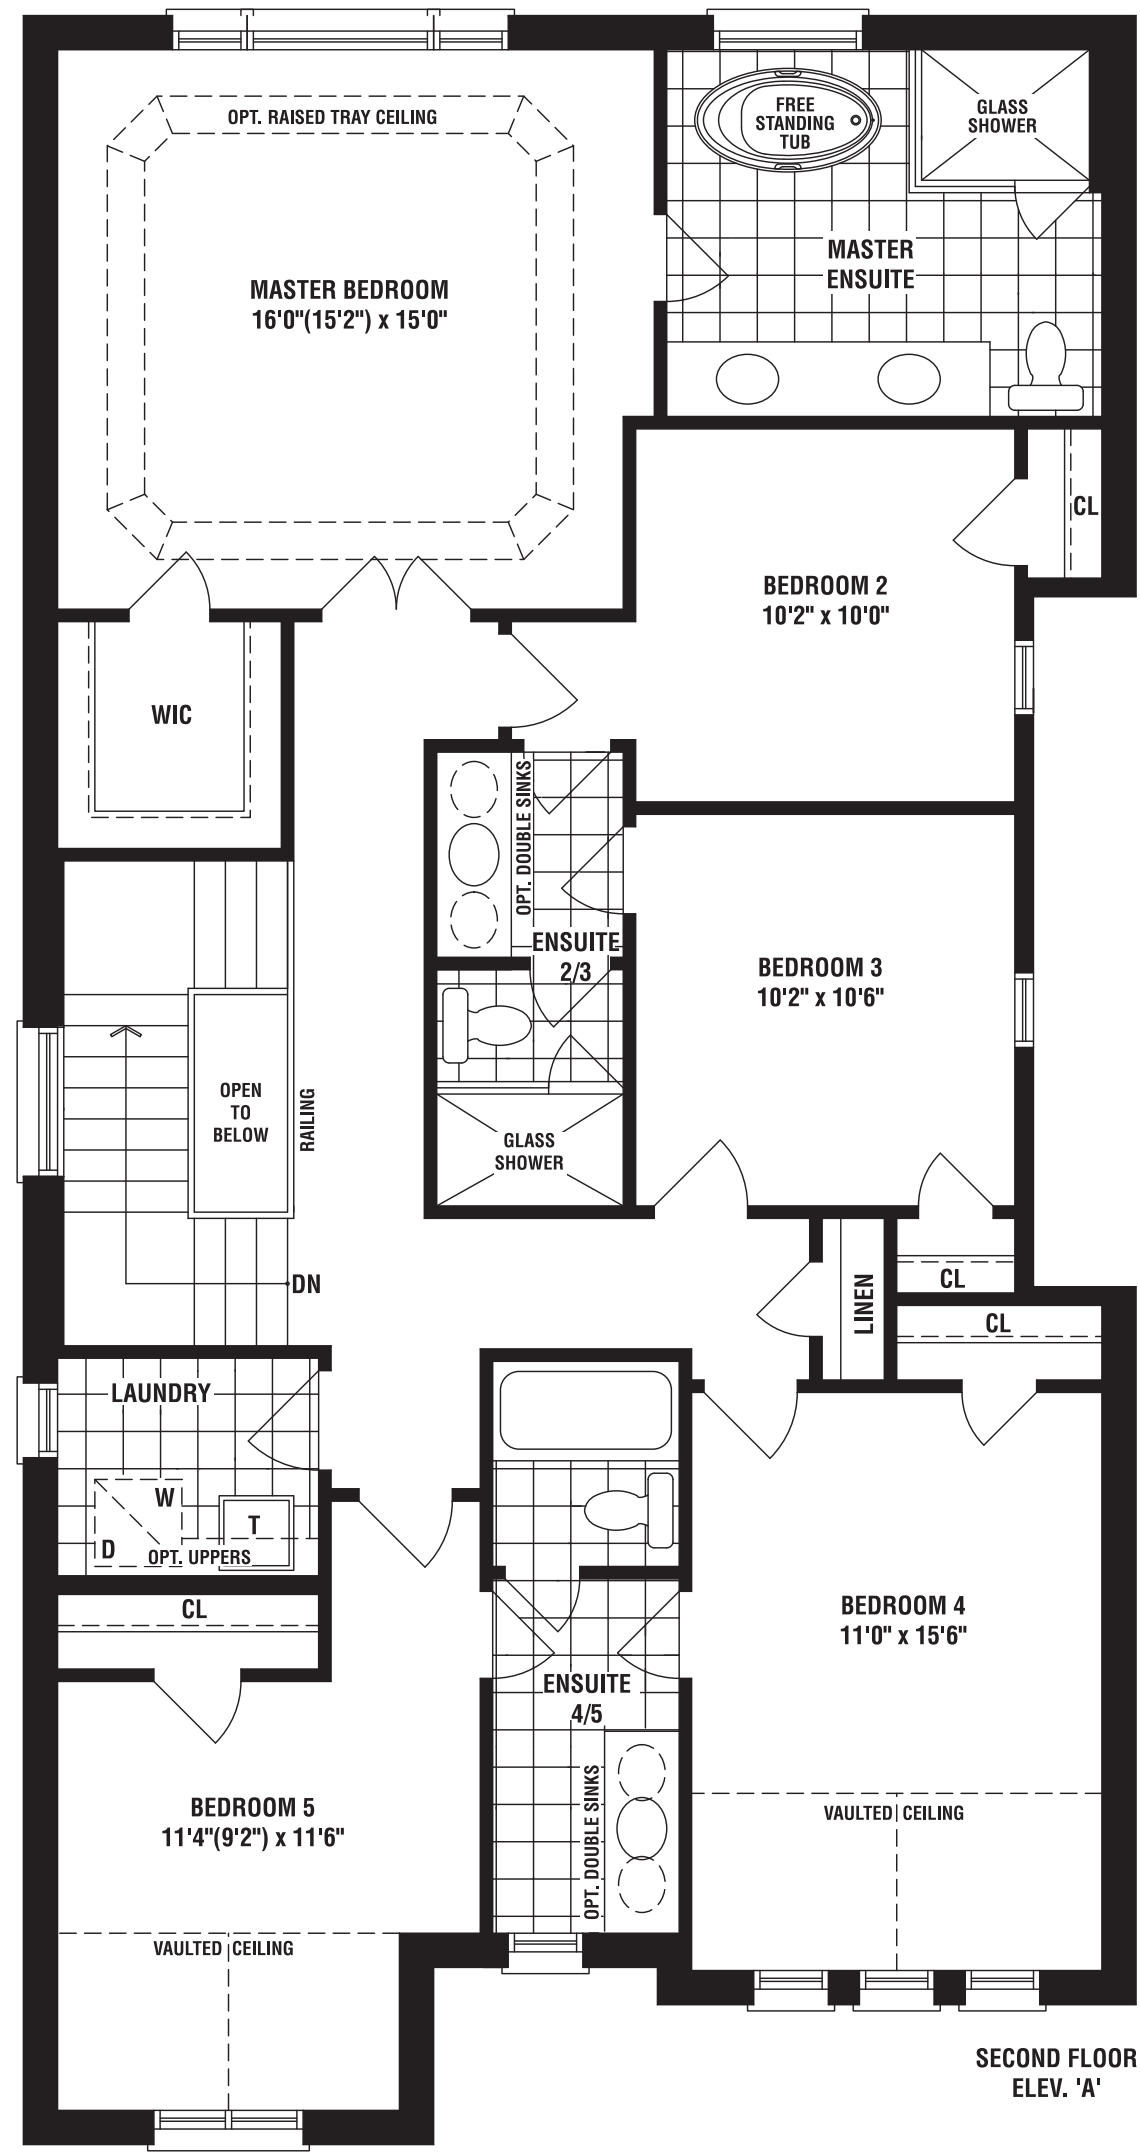 OPT. RAISED TRAY CEILING
FREE
STANDING
TUB
GLASS
SHOWER
MASTER
ENSUITE
MASTER BEDROOM
16'0"(15'2") x 15'0"
CL
BEDROOM 2
10'2" x 10'0"
WIC
OPT. DOUBLE SINKS
ENSUITE
2/3
BEDROOM 3
10'2" x 10'6"
OPEN
TO
BELOW
RAILING
GLASS
SHOWER
DN
LINEN
CL
CL
LAUNDRY
W
D
T
OPT. UPPERS
CL
BEDROOM 4
11'0" x 15'6"
ENSUITE
4/5
OPT. DOUBLE SINKS
BEDROOM 5
11'4"(9'2") x 11'6"
VAULTED CEILING
VAULTED CEILING
SECOND FLOOR
ELEV. 'A'